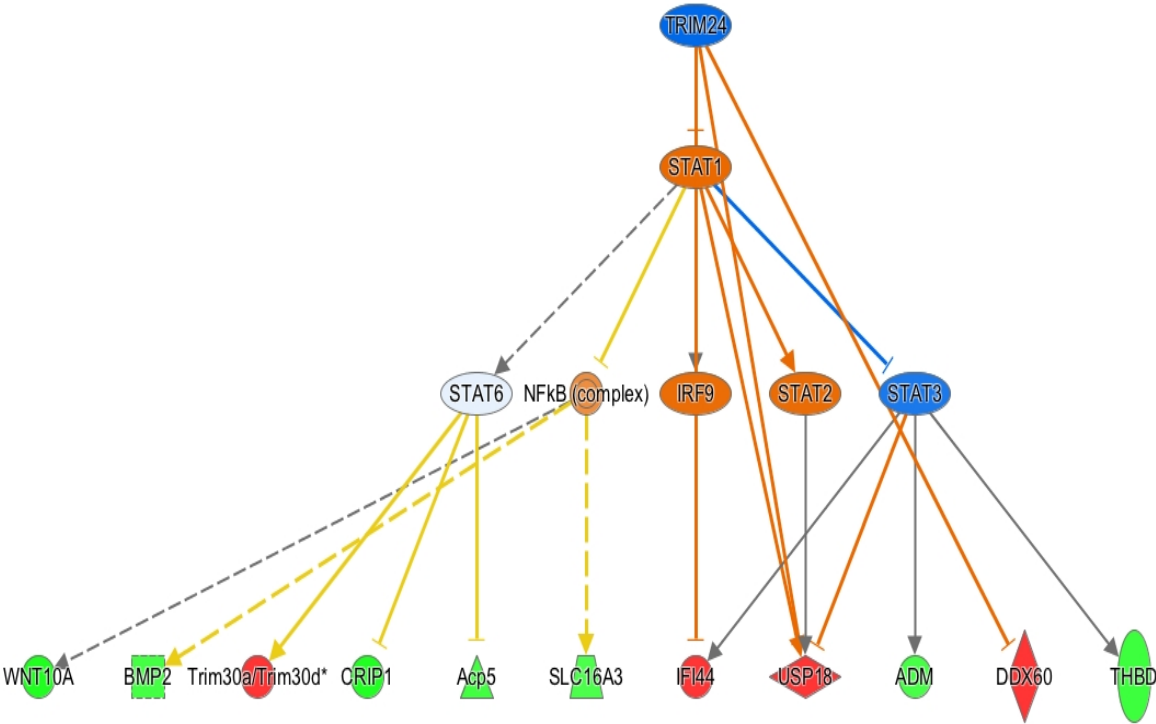 TRIM24
STAT1
STAT6
NFkB (complex)
IRF9
STAT2
STAT3
WNT10A
BMP2
Trim30a/Trim30d*
CRIP1
Acp5
SLC16A3
IFI44
USP18
ADM
DDX60
THBD